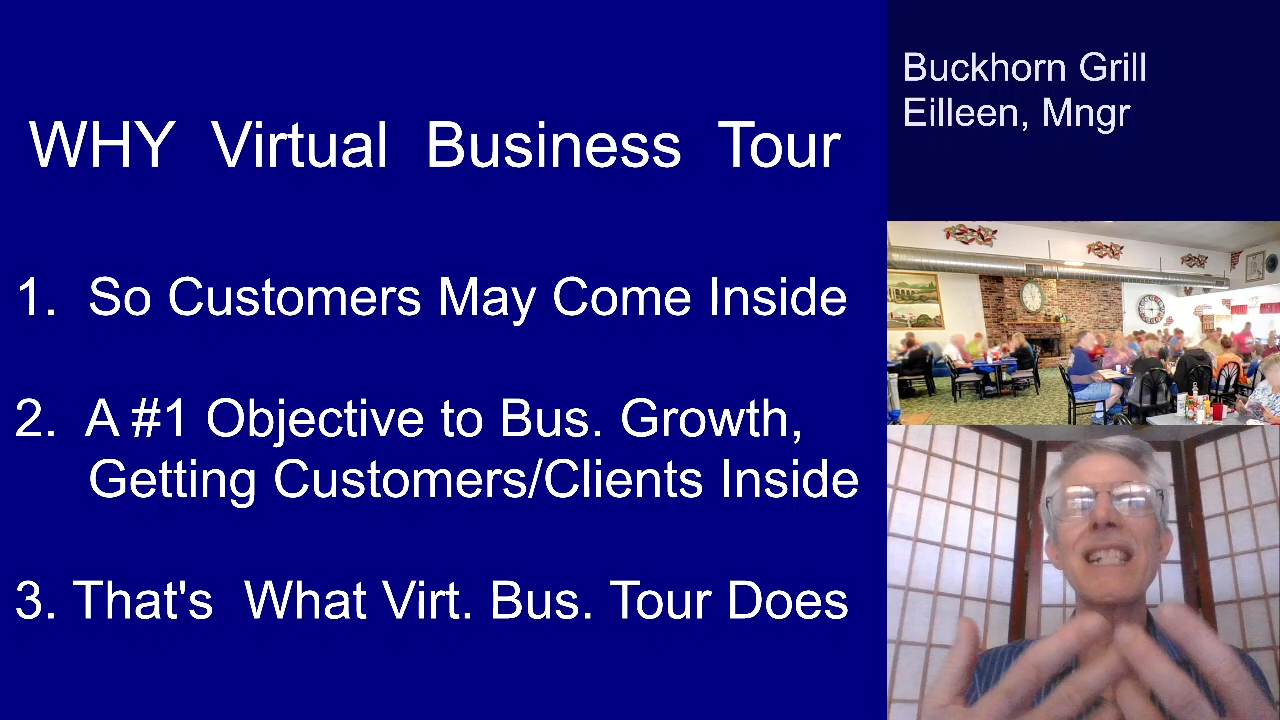 WHY Virtual Business Tour
1. So Customers May Come Inside
2. A #1 Objective to Bus. Growth,
Getting Customers/Clients Inside
3. That's What Virt. Bus. Tour Does
Buckhorn Grill
Eilleen, Mngr